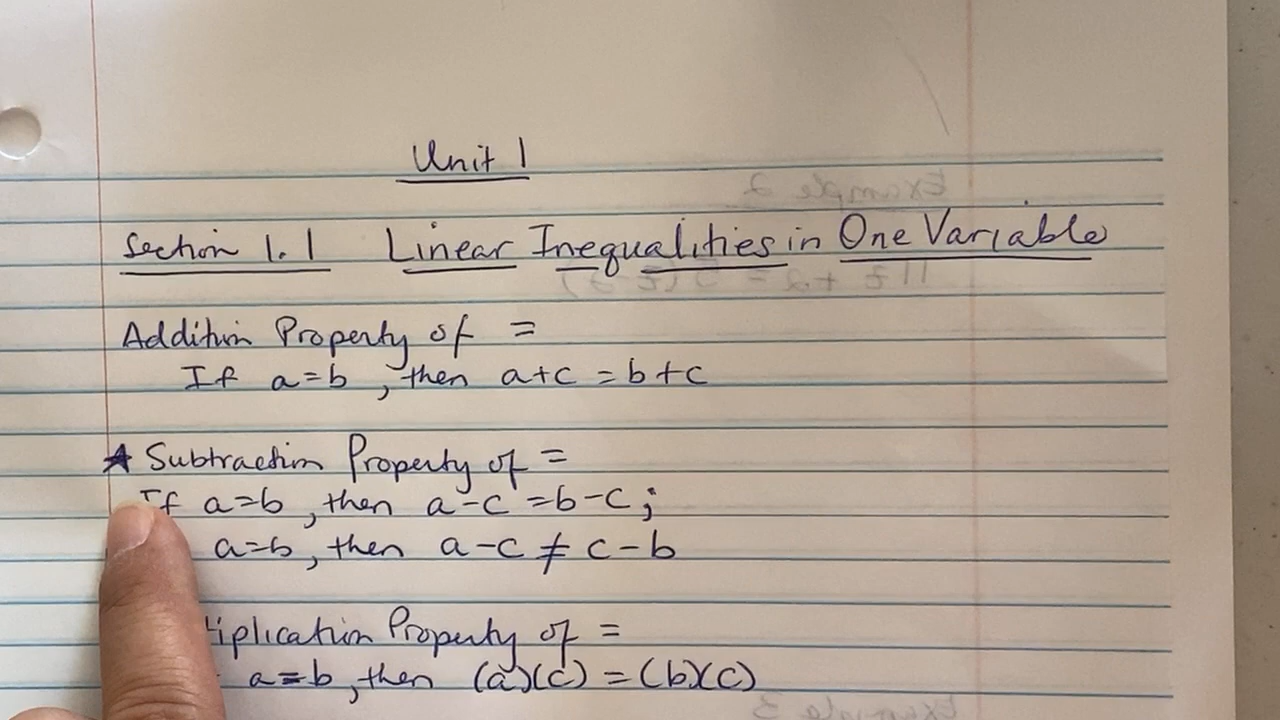 Unit 1
Section 1.1 Linear Inequalities in One Variable
Addition Property of =
If a=b, then a+c = b+c
★ Subtraction Property of =
If a=b, then a-c = b-c;
a=b, then a-c ≠ c-b
Property of =
a=b, then (a)(c) = (b)(c)